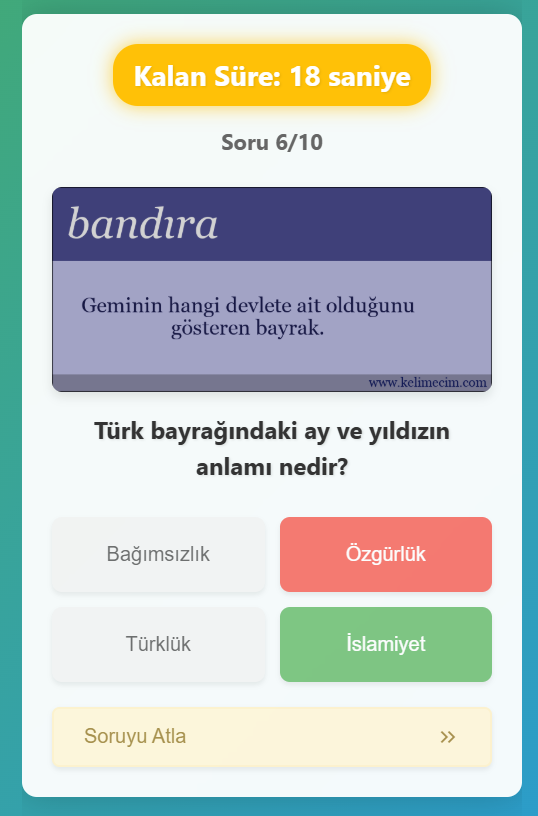 Kalan Süre: 18 saniye
Soru 6/10
bandıra
Geminin hangi devlete ait olduğunu
gösteren bayrak.
www.kelimecim.com
Türk bayrağındaki ay ve yıldızın
anlamı nedir?
Bağımsızlık
Özgürlük
Türklük
İslamiyet
Soruyu Atla